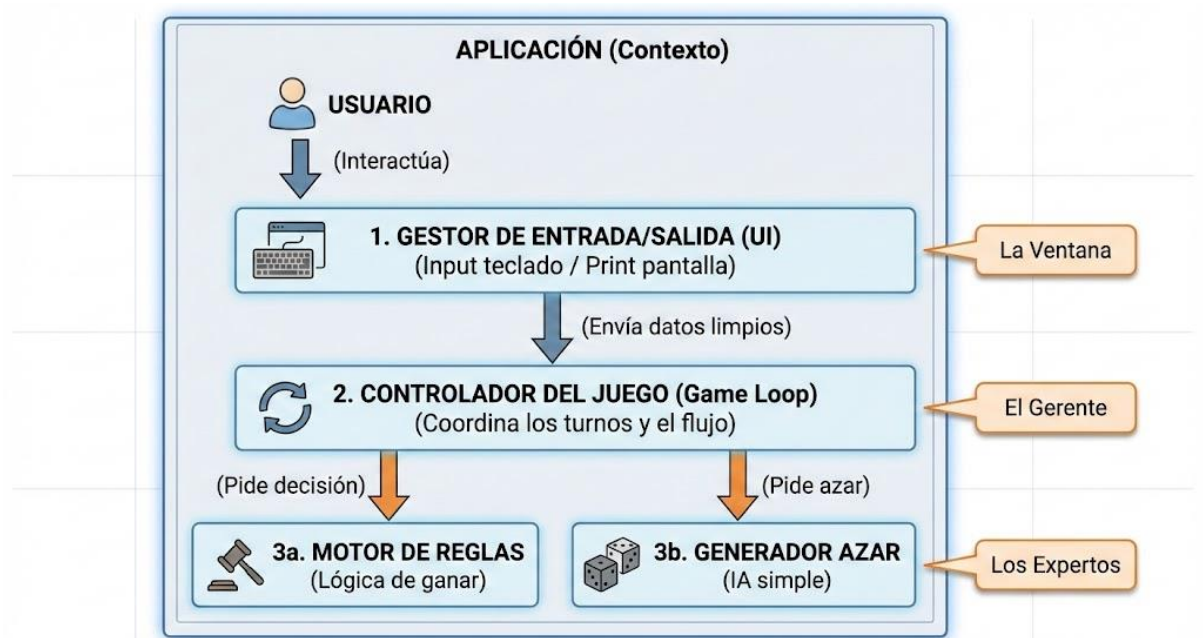 APLICACIÓN (Contexto)
USUARIO
(Interactúa)
1. GESTOR DE ENTRADA/SALIDA (UI)
(Input teclado / Print pantalla)
La Ventana
(Envía datos limpios)
2. CONTROLADOR DEL JUEGO (Game Loop)
(Coordina los turnos y el flujo)
El Gerente
(Pide decisión)
(Pide azar)
3a. MOTOR DE REGLAS
(Lógica de ganar)
3b. GENERADOR AZAR
(IA simple)
Los Expertos